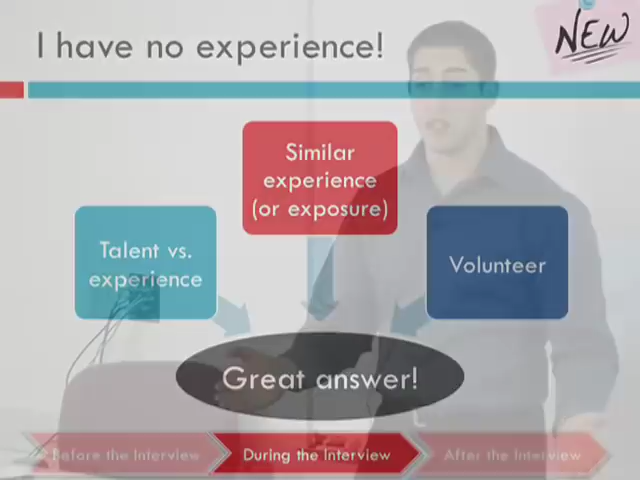 I have no experience!
NEW
Similar
experience
(or exposure)
Talent vs.
experience
Volunteer
Great answer!
Before the Interview
During the Interview
After the Interview